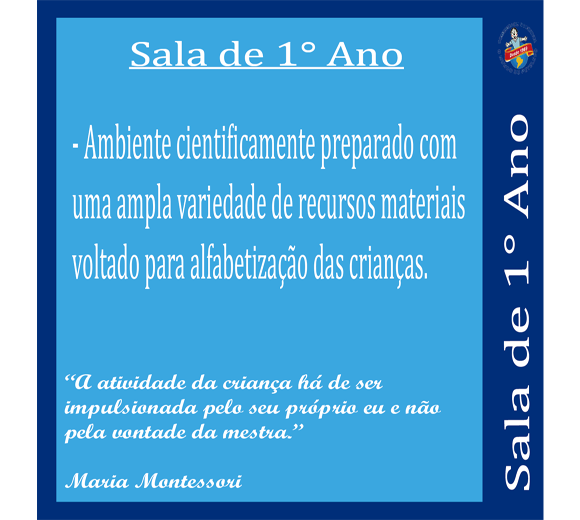 Sala de 1° Ano
- Ambiente cientificamente preparado com
uma ampla variedade de recursos materiais
voltado para alfabetização das crianças.
“A atividade da criança há de ser
impulsionada pelo seu próprio eu e não
pela vontade da mestra.”
Maria Montessori
Sala de 1° Ano